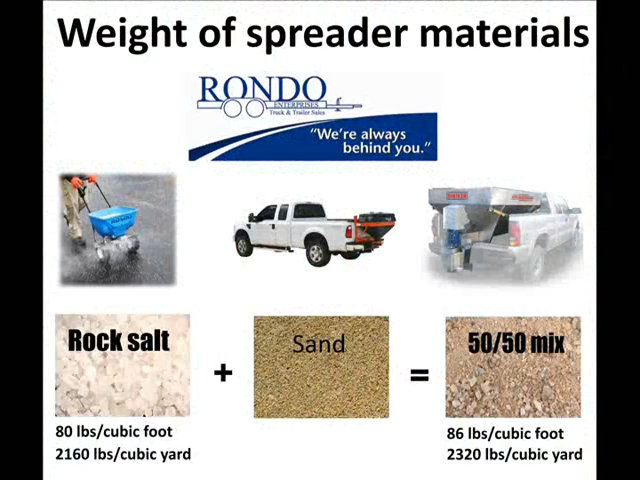 Weight of spreader materials
RONDO
ENTERPRISES
Truck & Trailer Sales
“We're always
behind you.”
Rock salt
Sand
50/50 mix
+
=
80 lbs/cubic foot
2160 lbs/cubic yard
86 lbs/cubic foot
2320 lbs/cubic yard